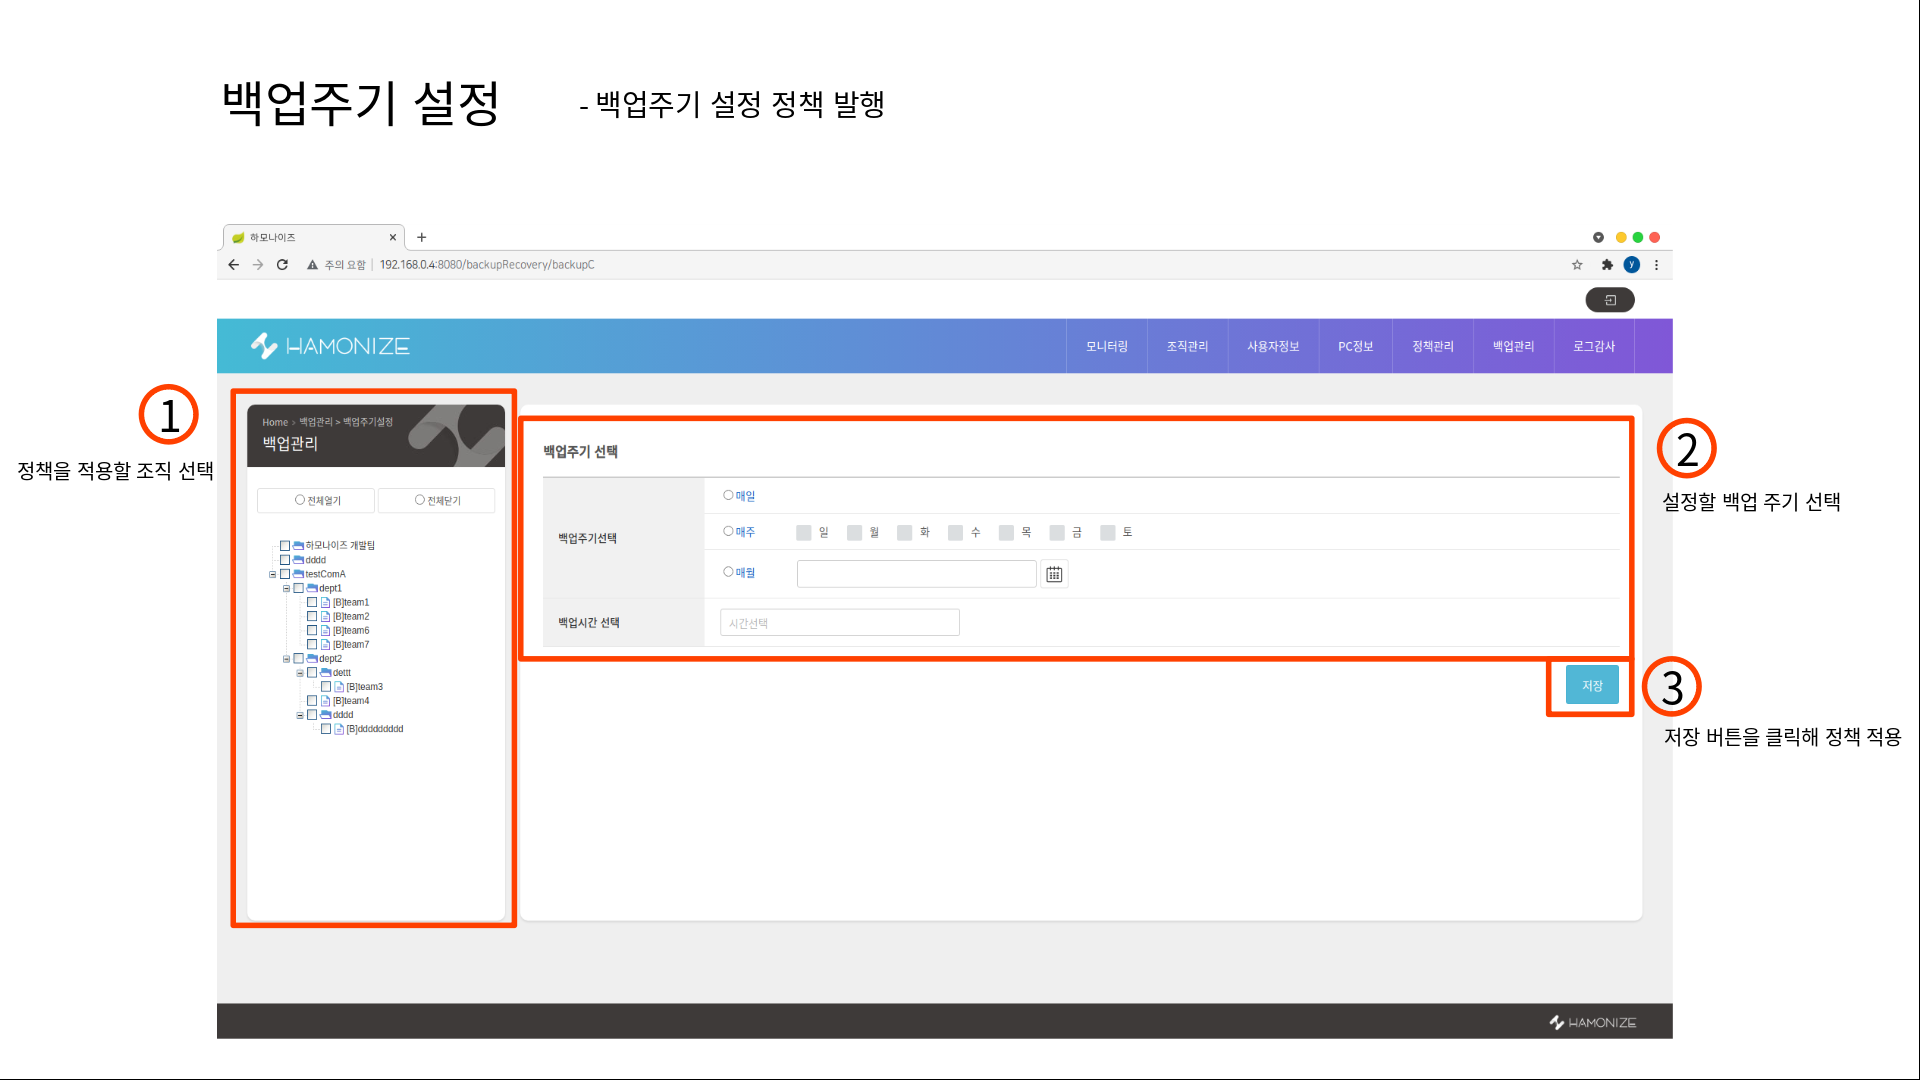 백업주기 설정
- 백업주기 설정 정책 발행
하모나이즈
주의 요함 | 192.168.0.4:8080/backupRecovery/backupC
y
HAMONIZE
모니터링 조직관리 사용자정보 PC정보 정책관리 백업관리 로그감사
1
정책을 적용할 조직 선택
Home > 백업관리 > 백업주기설정
백업관리
전체열기 전체닫기
하모나이즈 개발팀
dddd
testComA
dept1
[B]team1
[B]team2
[B]team6
[B]team7
dept2
dettt
[B]team3
[B]team4
dddd
[B]ddddddddd
백업주기 선택
백업주기선택
매일
매주 일 월 화 수 목 금 토
매월
백업시간 선택
시간선택
2
설정할 백업 주기 선택
저장
3
저장 버튼을 클릭해 정책 적용
HAMONIZE